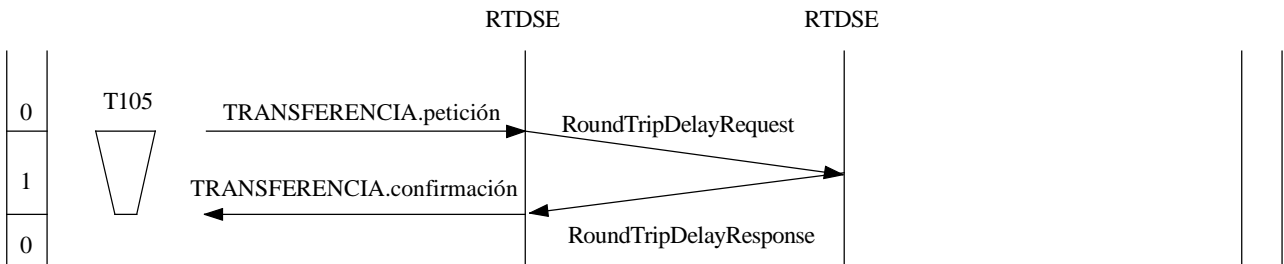 RTDSE
RTDSE
T105
0
TRANSFERENCIA.petición
RoundTripDelayRequest
1
TRANSFERENCIA.confirmación
RoundTripDelayResponse
0